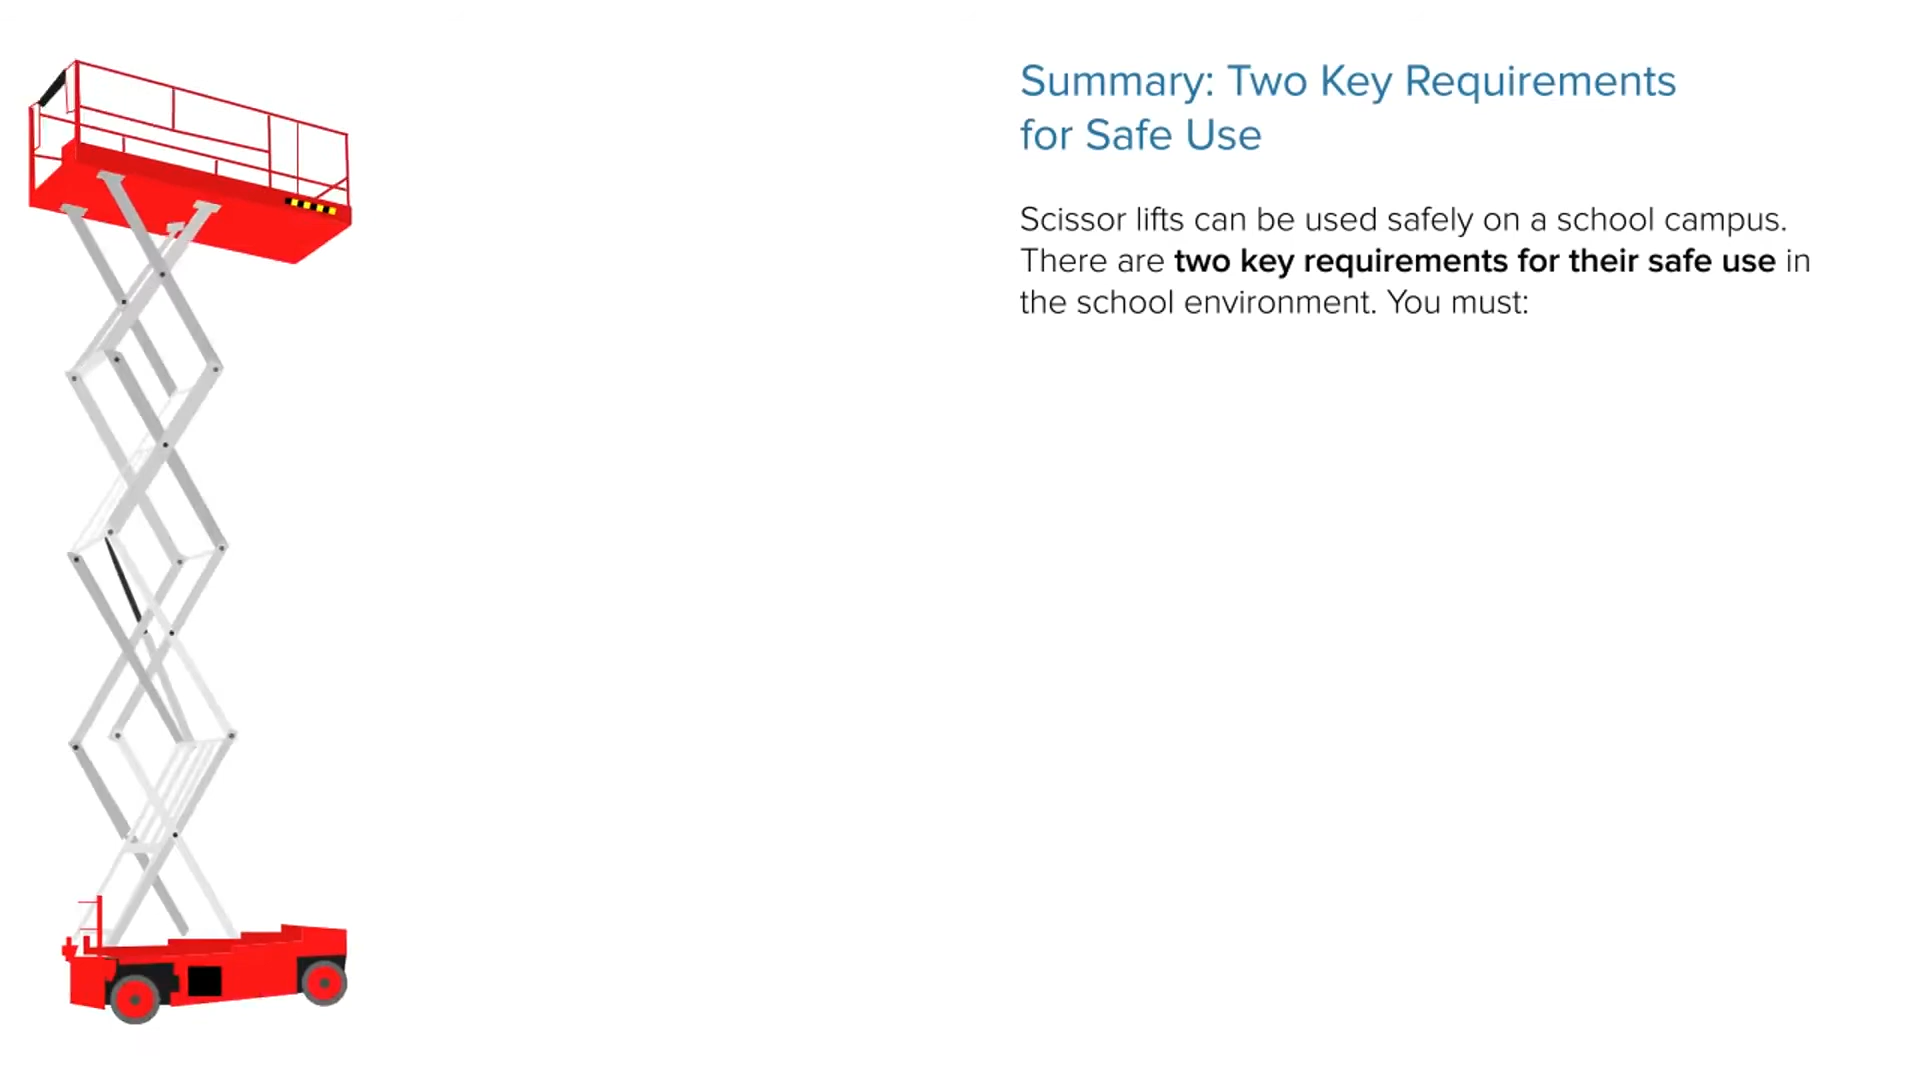 Summary: Two Key Requirements
for Safe Use
Scissor lifts can be used safely on a school campus.
There are two key requirements for their safe use in
the school environment. You must: